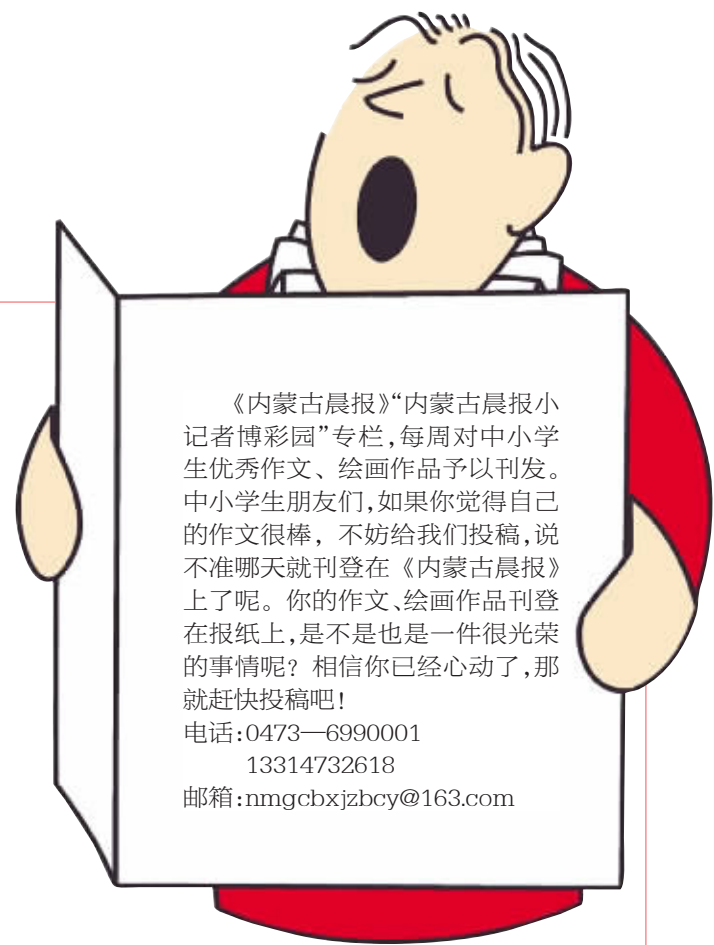 《内蒙古晨报》“内蒙古晨报小
记者博彩园”专栏,每周对中小学
生优秀作文、绘画作品予以刊发。
中小学生朋友们,如果你觉得自己
的作文很棒，不妨给我们投稿,说
不准哪天就刊登在《内蒙古晨报》
上了呢。你的作文、绘画作品刊登
在报纸上,是不是也是一件很光荣
的事情呢？相信你已经心动了,那
就赶快投稿吧！
电话:0473—6990001
13314732618
邮箱:nmgcbxjzbcy@163.com